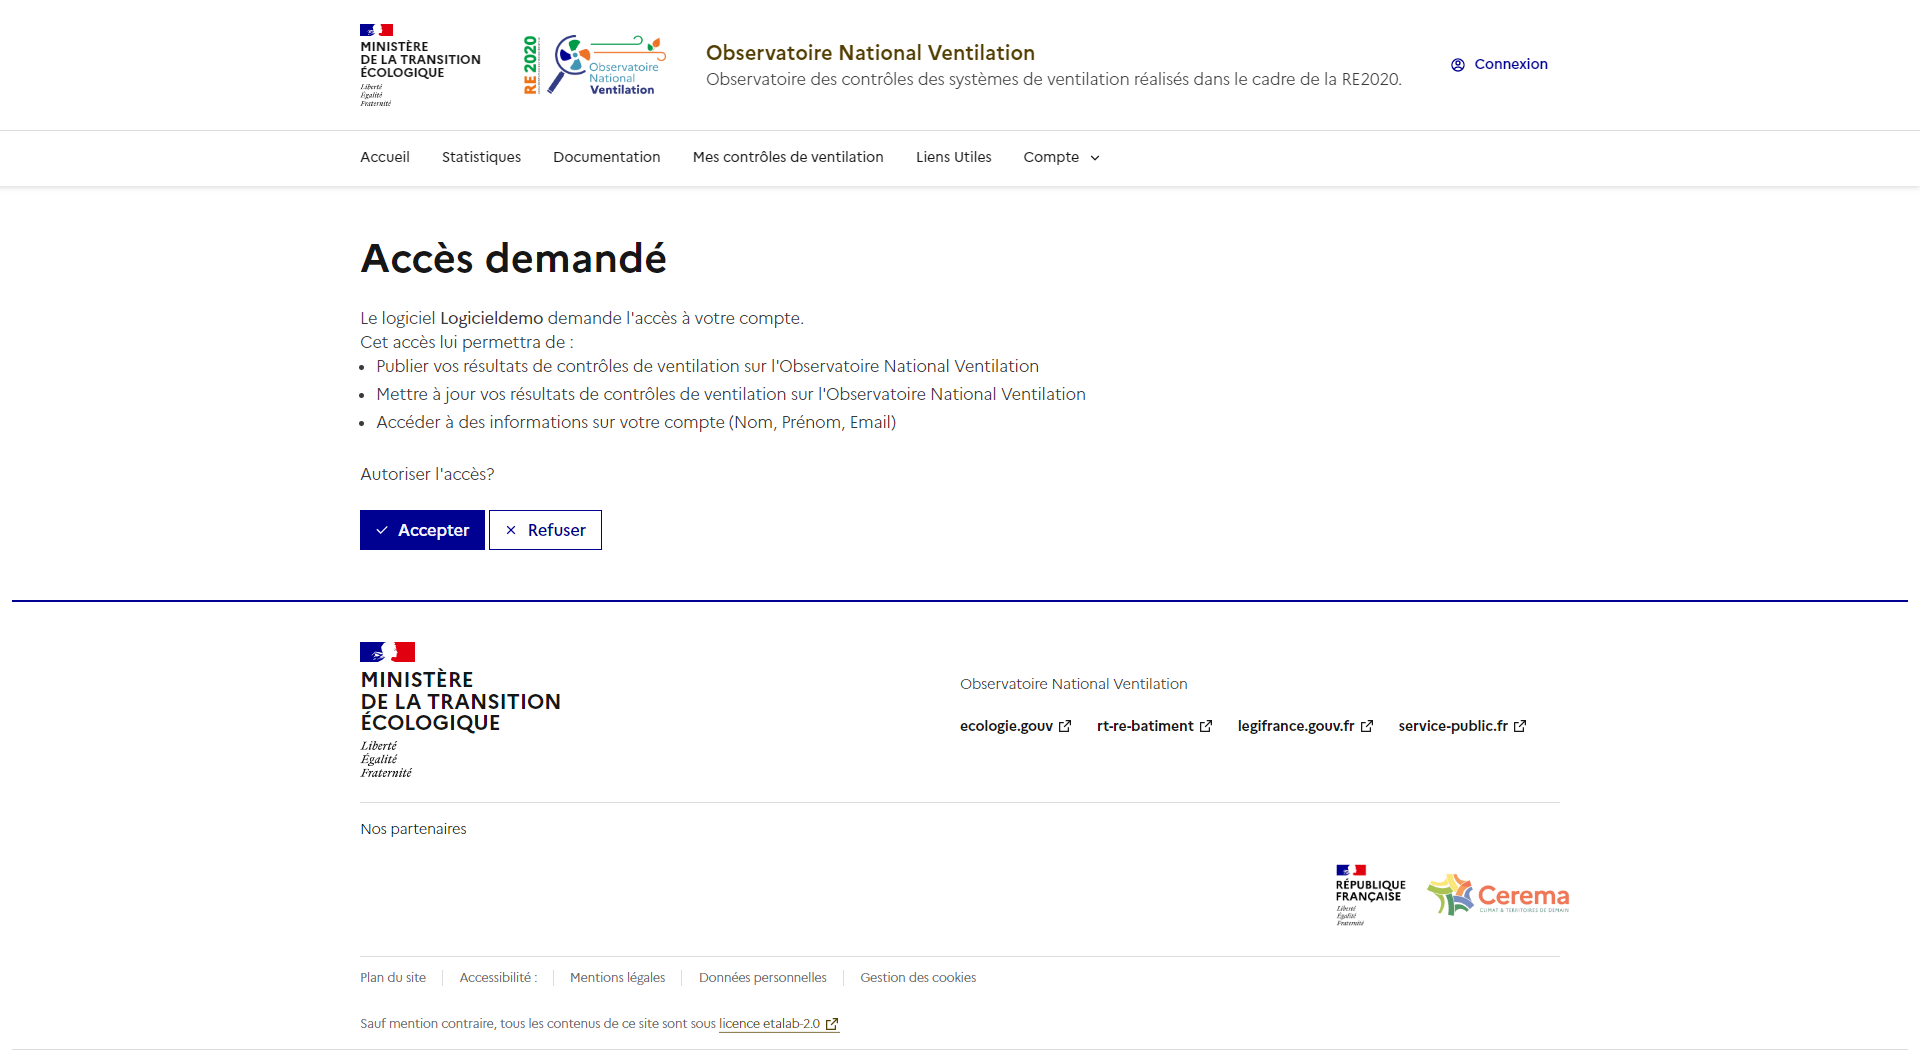 MINISTÈRE
DE LA TRANSITION
ÉCOLOGIQUE
Liberté
Égalité
Fraternité
RE2020
Observatoire
National
Ventilation
Observatoire National Ventilation
Observatoire des contrôles des systèmes de ventilation réalisés dans le cadre de la RE2020.
Connexion
Accueil Statistiques Documentation Mes contrôles de ventilation Liens Utiles Compte
Accès demandé
Le logiciel Logicieldemo demande l'accès à votre compte.
Cet accès lui permettra de :
• Publier vos résultats de contrôles de ventilation sur l'Observatoire National Ventilation
• Mettre à jour vos résultats de contrôles de ventilation sur l'Observatoire National Ventilation
• Accéder à des informations sur votre compte (Nom, Prénom, Email)
Autoriser l'accès?
Accepter Refuser
MINISTÈRE
DE LA TRANSITION
ÉCOLOGIQUE
Liberté
Égalité
Fraternité
Observatoire National Ventilation
ecologie.gouv rt-re-batiment legifrance.gouv.fr service-public.fr
Nos partenaires
RÉPUBLIQUE
FRANÇAISE
Liberté
Égalité
Fraternité
Cerema
CLIMAT & TERRITOIRES DE DEMAIN
Plan du site Accessibilité : Mentions légales Données personnelles Gestion des cookies
Sauf mention contraire, tous les contenus de ce site sont sous licence etalab-2.0